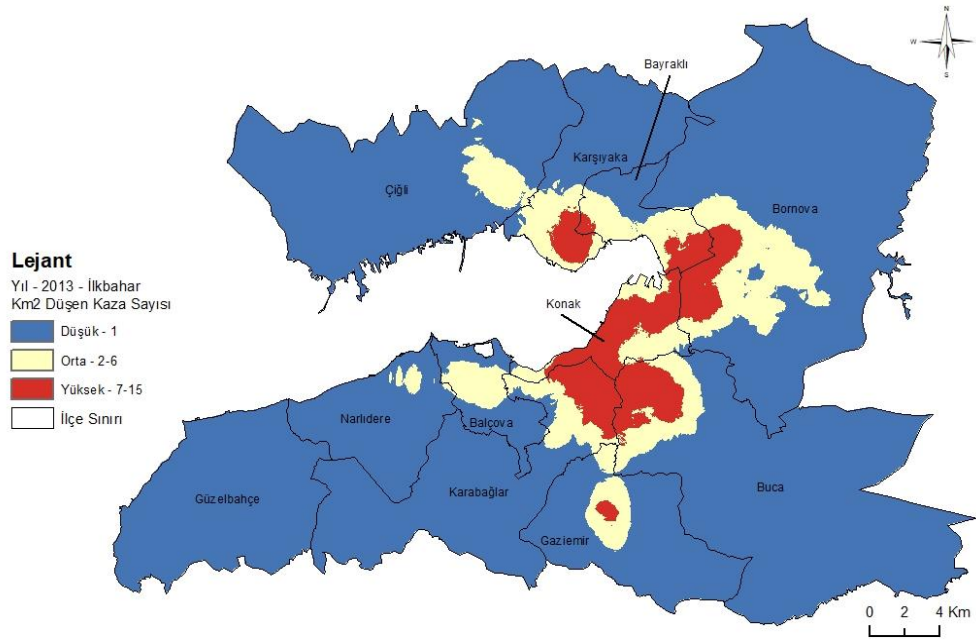 N
W
E
S
Bayraklı
Karşıyaka
Çiğli
Bornova
Lejant
Yıl - 2013 - İlkbahar
Km2 Düşen Kaza Sayısı
Düşük - 1
Orta - 2-6
Yüksek - 7-15
İlçe Sınırı
Konak
Narlıdere
Balçova
Güzelbahçe
Karabağlar
Buca
Gaziemir
0 2 4 Km